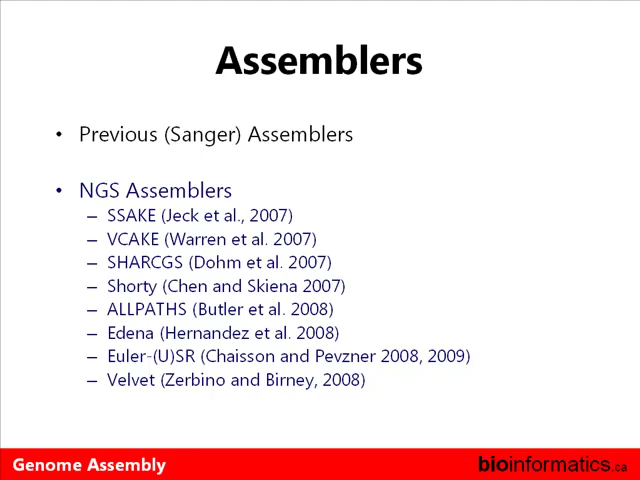 Assemblers
• Previous (Sanger) Assemblers
• NGS Assemblers
– SSAKE (Jeck et al., 2007)
– VCAKE (Warren et al. 2007)
– SHARCGS (Dohm et al. 2007)
– Shorty (Chen and Skiena 2007)
– ALLPATHS (Butler et al. 2008)
– Edena (Hernandez et al. 2008)
– Euler-(U)SR (Chaisson and Pevzner 2008, 2009)
– Velvet (Zerbino and Birney, 2008)
Genome Assembly
bioinformatics.ca